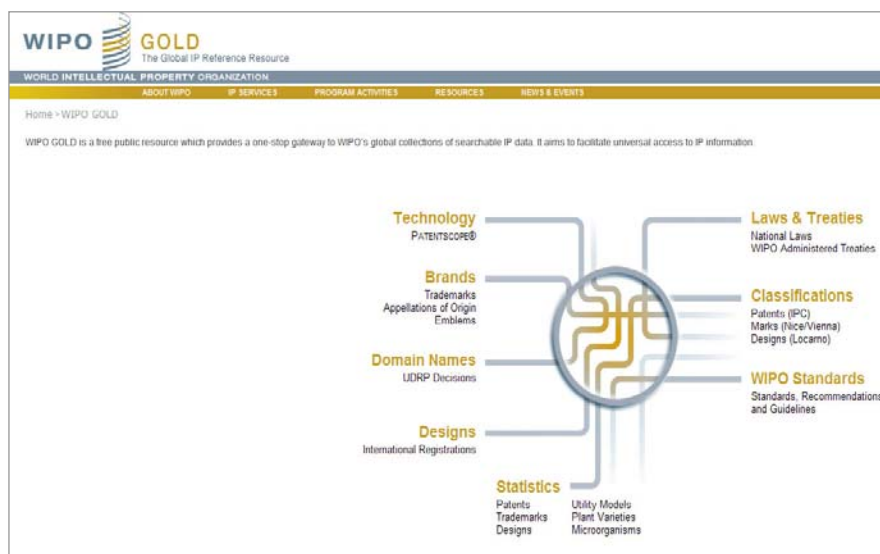 WIPO
GOLD
The Global IP Reference Resource
WORLD INTELLECTUAL PROPERTY ORGANIZATION
ABOUT WIPO IP SERVICES PROGRAM ACTIVITIES RESOURCES NEWS & EVENTS
Home > WIPO GOLD
WIPO GOLD is a free public resource which provides a one-stop gateway to WIPO's global collections of searchable IP data. It aims to facilitate universal access to IP information.
Technology
PATENTSCOPE®
Brands
Trademarks
Appellations of Origin
Emblems
Domain Names
UDRP Decisions
Designs
International Registrations
Statistics
Patents
Trademarks
Designs
Utility Models
Plant Varieties
Microorganisms
Laws & Treaties
National Laws
WIPO Administered Treaties
Classifications
Patents (IPC)
Marks (Nice/Vienna)
Designs (Locarno)
WIPO Standards
Standards, Recommendations
and Guidelines